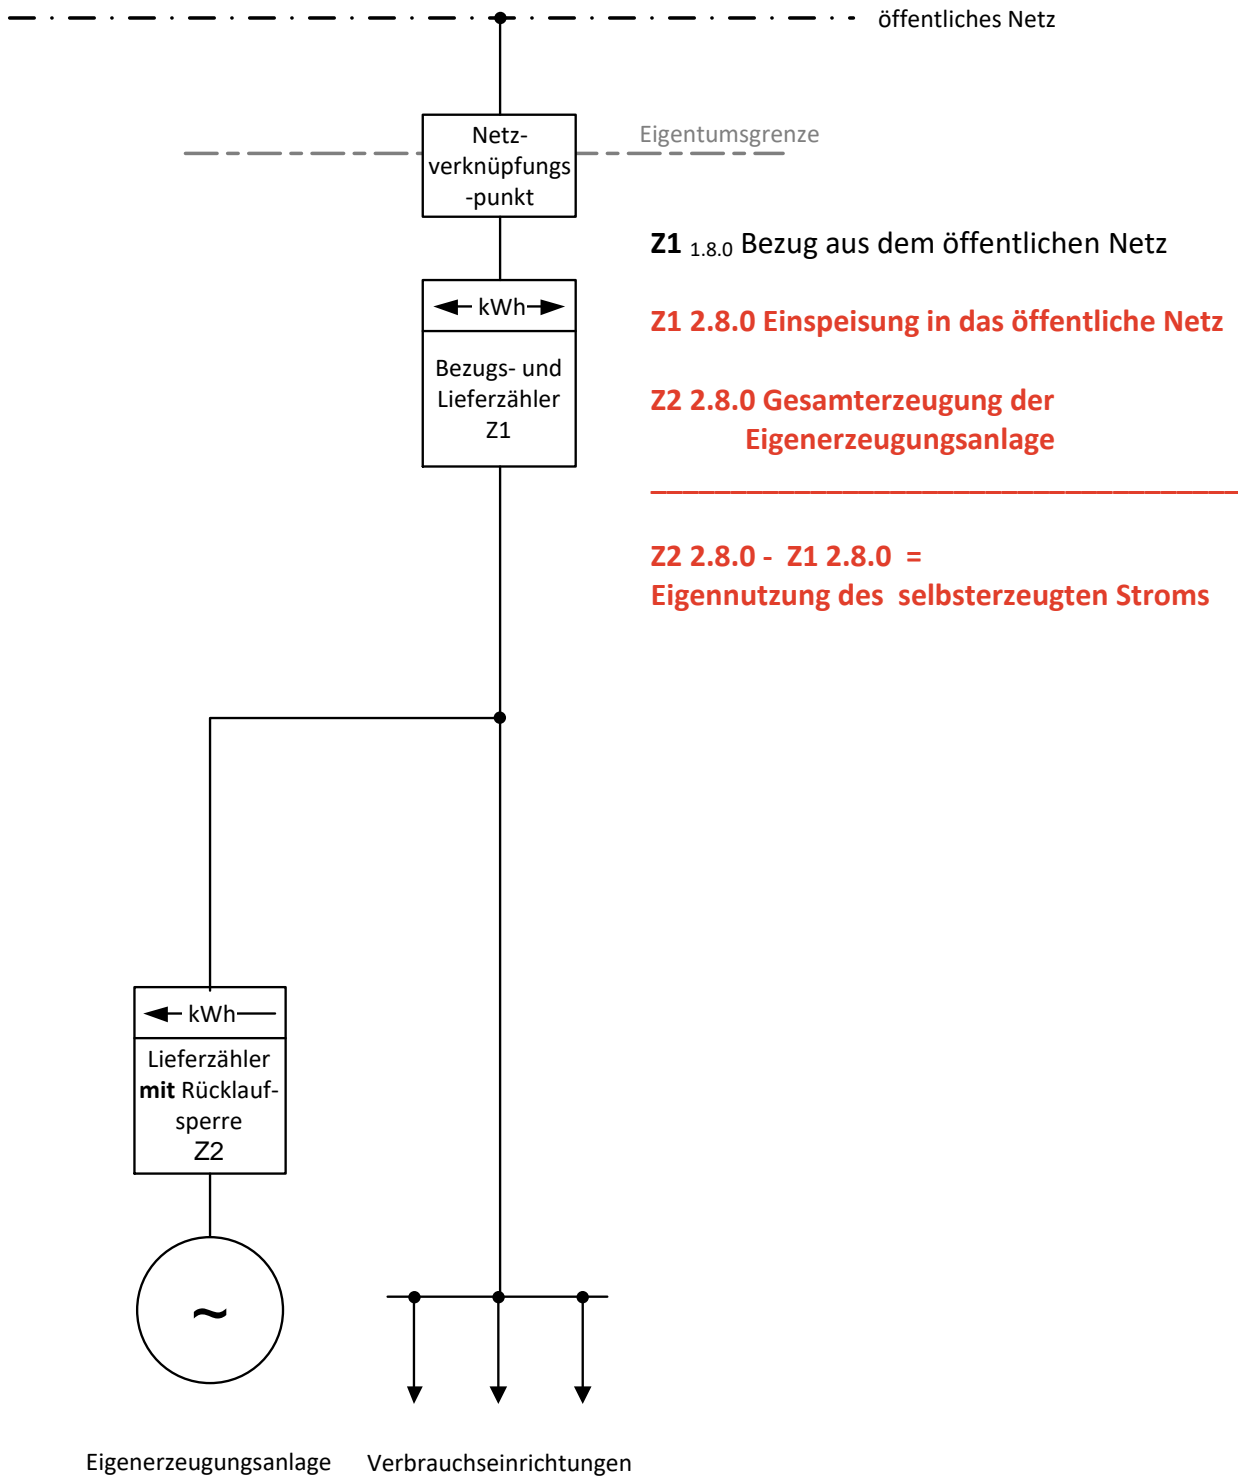 öffentliches Netz
Netz-
verknüpfungs
-punkt
Eigentumsgrenze
Z1 1.8.0 Bezug aus dem öffentlichen Netz
kWh
Bezugs- und
Lieferzähler
Z1
Z1 2.8.0 Einspeisung in das öffentliche Netz
Z2 2.8.0 Gesamterzeugung der
Eigenerzeugungsanlage
Z2 2.8.0 - Z1 2.8.0 =
Eigennutzung des selbsterzeugten Stroms
kWh
Lieferzähler
mit Rücklauf-
sperre
Z2
~
Eigenerzeugungsanlage
Verbrauchseinrichtungen